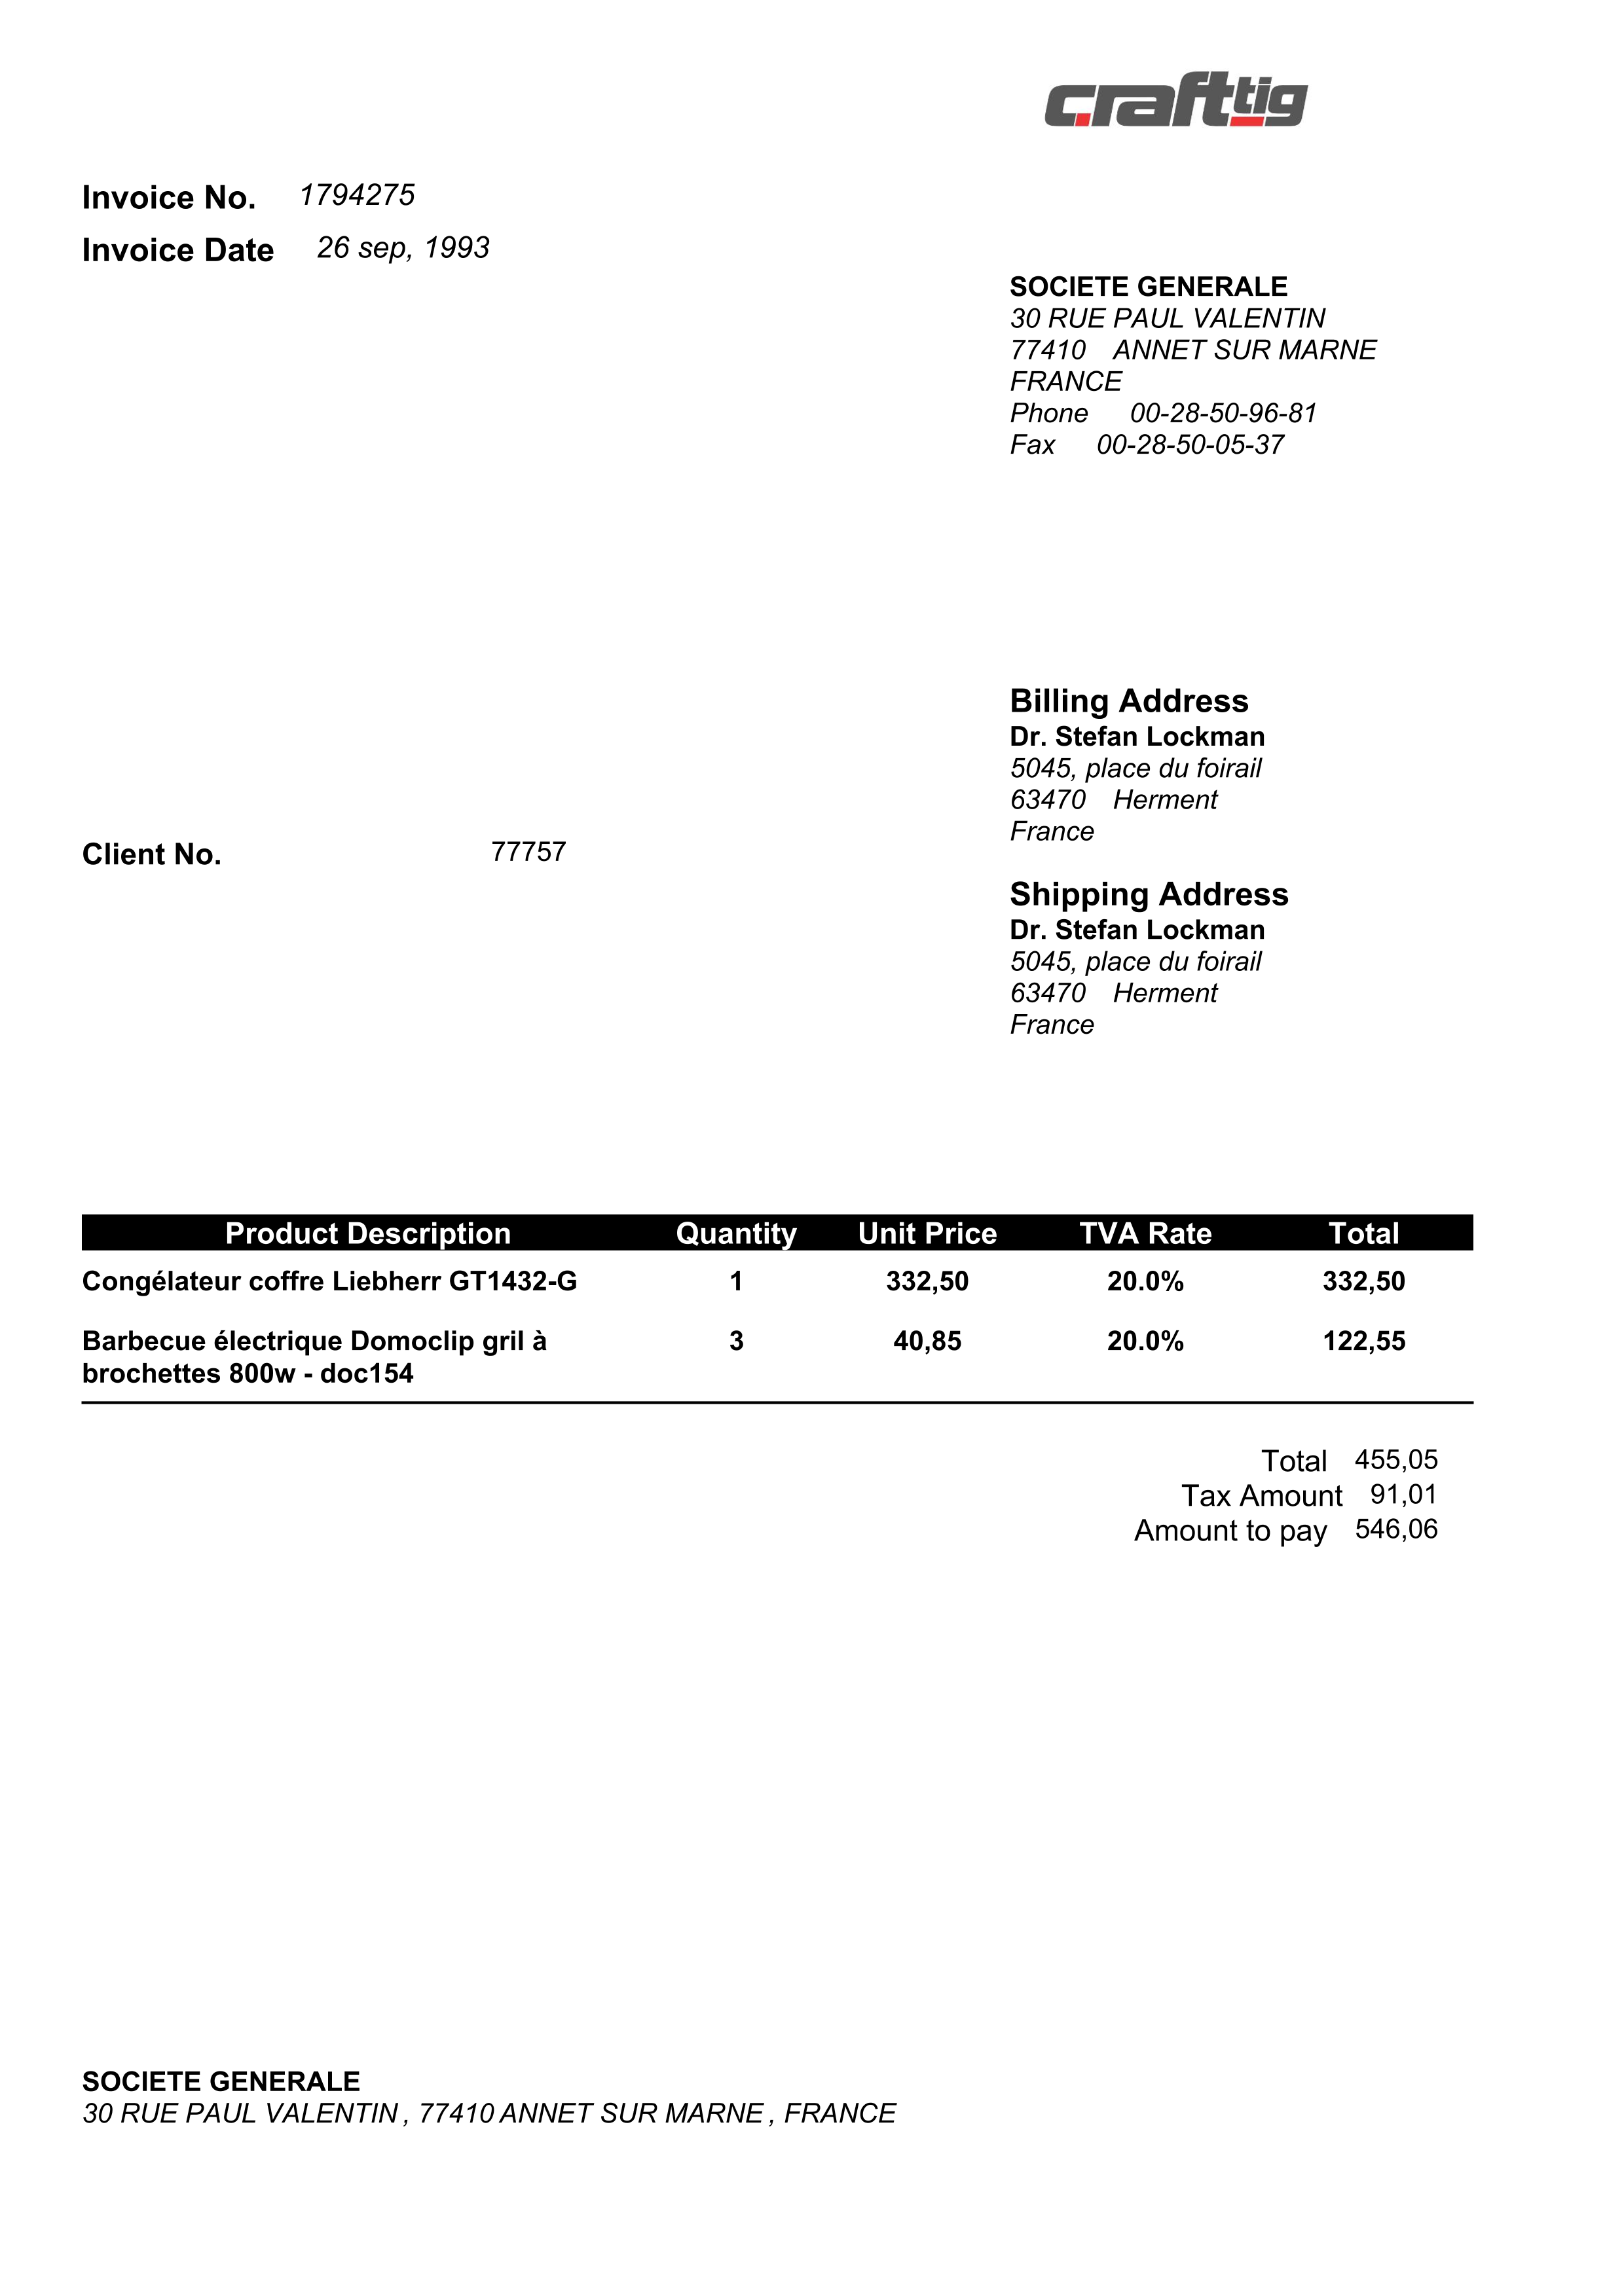 crafttig
Invoice No. 1794275
Invoice Date 26 sep, 1993
SOCIETE GENERALE
30 RUE PAUL VALENTIN
77410 ANNET SUR MARNE
FRANCE
Phone 00-28-50-96-81
Fax 00-28-50-05-37
Billing Address
Dr. Stefan Lockman
5045, place du foirail
63470 Herment
France
Client No. 77757
Shipping Address
Dr. Stefan Lockman
5045, place du foirail
63470 Herment
France
Product Description Quantity Unit Price TVA Rate Total
Congélateur coffre Liebherr GT1432-G 1 332,50 20.0% 332,50
Barbecue électrique Domoclip gril à 3 40,85 20.0% 122,55
brochettes 800w - doc154
Total 455,05
Tax Amount 91,01
Amount to pay 546,06
SOCIETE GENERALE
30 RUE PAUL VALENTIN , 77410 ANNET SUR MARNE , FRANCE